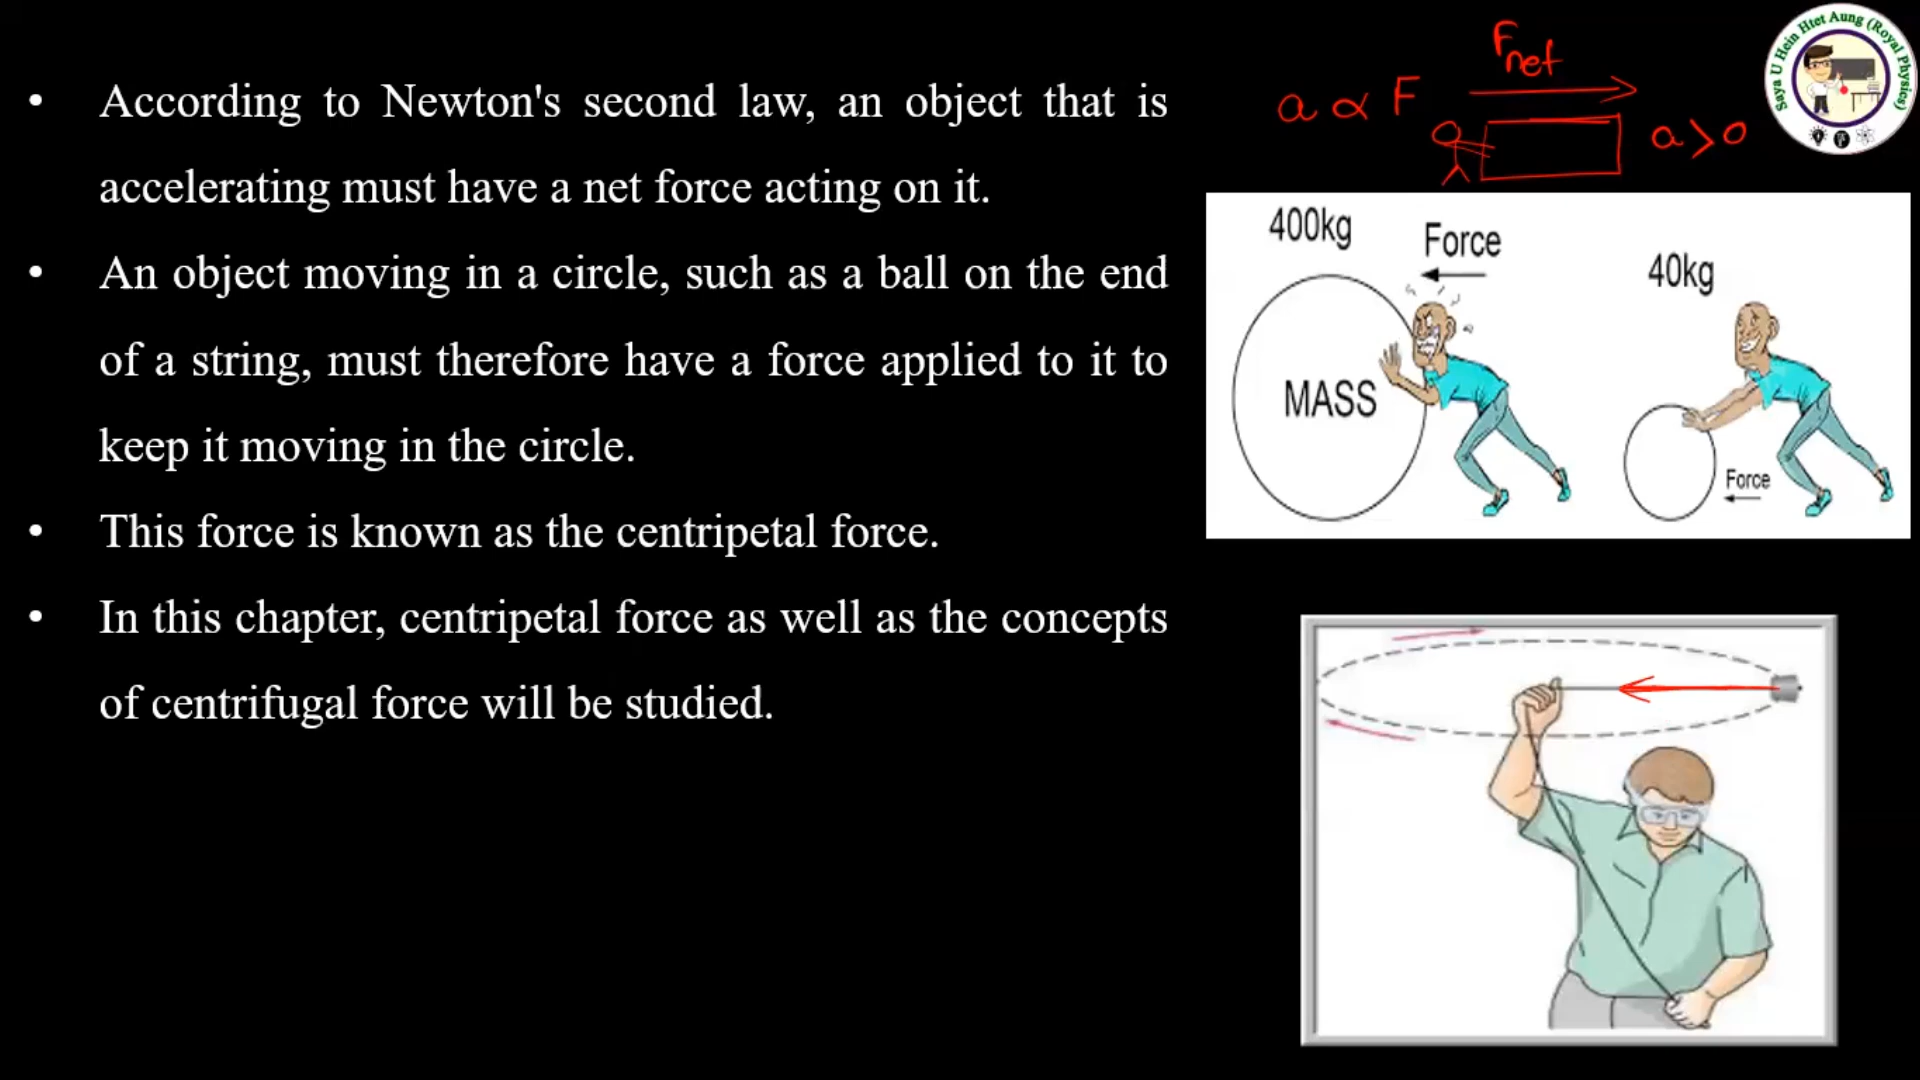 • According to Newton's second law, an object that is
accelerating must have a net force acting on it.
• An object moving in a circle, such as a ball on the end
of a string, must therefore have a force applied to it to
keep it moving in the circle.
• This force is known as the centripetal force.
• In this chapter, centripetal force as well as the concepts
of centrifugal force will be studied.
a ∝ F
Fnet
a > 0
Saya U Hein Htet Aung (Royal Physics)
400kg
Force
MASS
40kg
Force